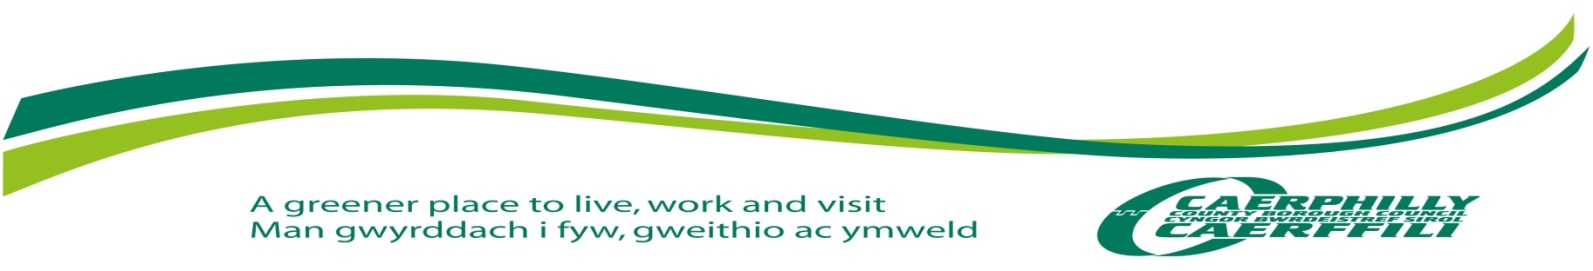 A greener place to live, work and visit
Man gwyrddach i fyw, gweithio ac ymweld
CAERPHILLY
COUNTY BOROUGH COUNCIL
CYNGOR BWRDEISTREF SIROL
CAERFFILI